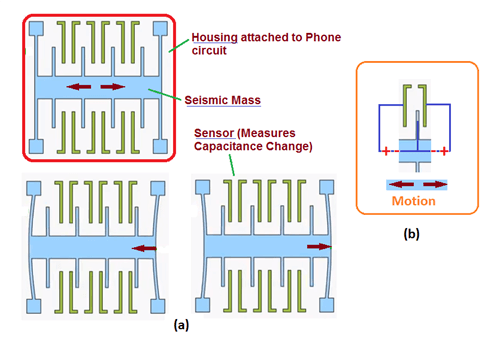 Housing attached to Phone
circuit
Seismic Mass
Sensor (Measures
Capacitance Change)
+
+
Motion
(b)
(a)